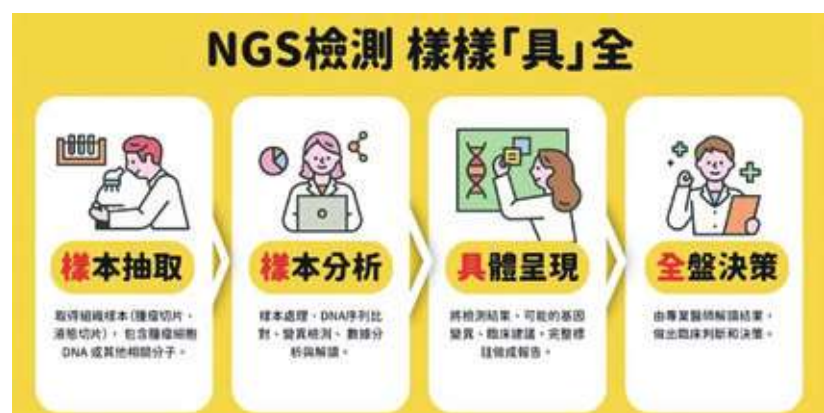 NGS檢測 樣樣「具」全
樣本抽取
取得組織樣本(腫瘤切片、
液態切片)，包含腫瘤細胞
DNA 或其他相關分子。
樣本分析
樣本處理、DNA序列比
對、變異檢測、數據分
析與解讀。
具體呈現
將檢測結果、可能的基因
變異、臨床建議，完整標
註做成報告。
全盤決策
由專業醫師解讀結果，
做出臨床判斷和決策。